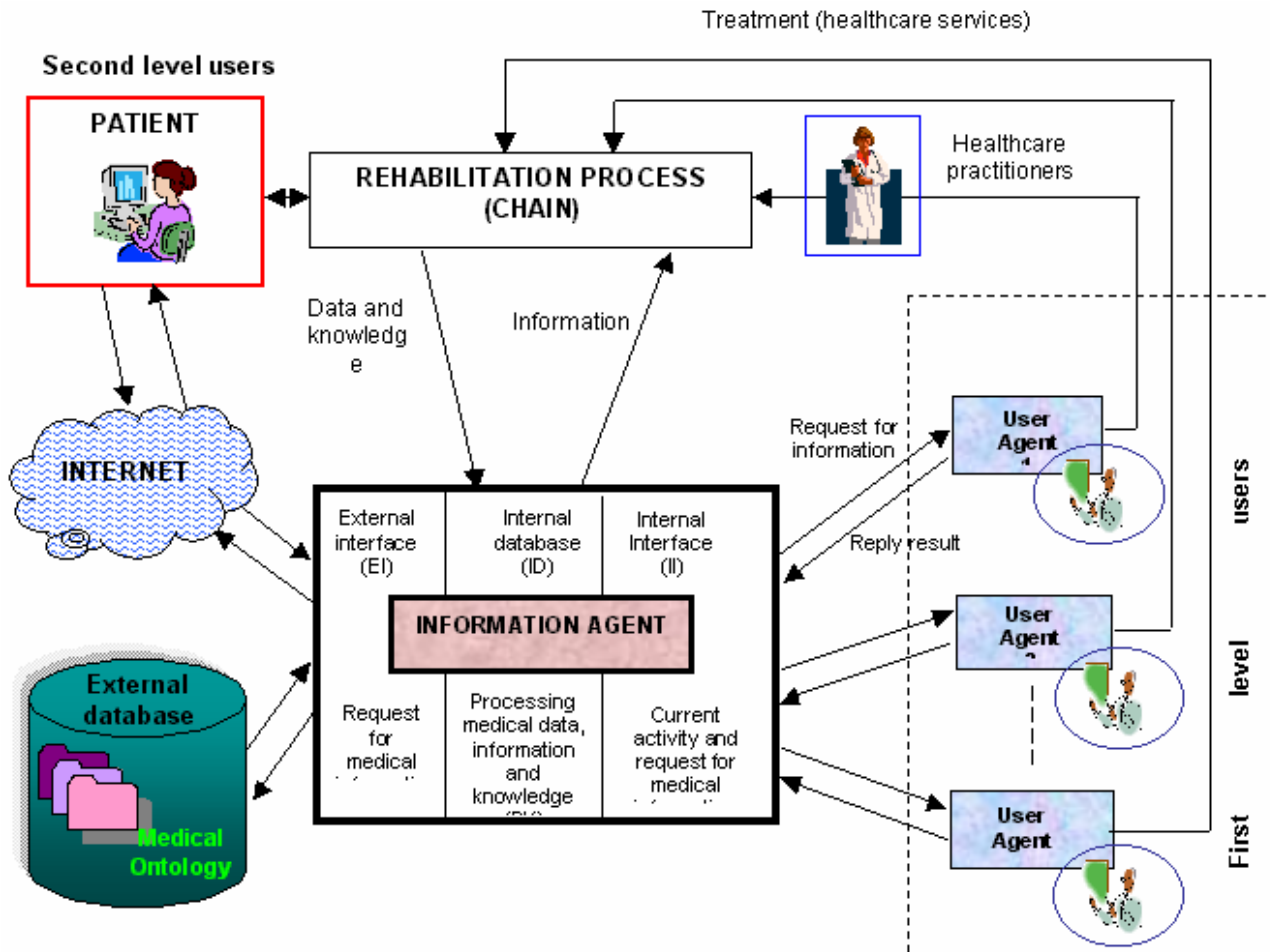 Treatment (healthcare services)
Second level users
PATIENT
REHABILITATION PROCESS
(CHAIN)
Healthcare
practitioners
Data and
knowledg
e
Information
INTERNET
Request for
information
Reply result
User
Agent
External
interface
(EI)
Internal
database
(ID)
Internal
Interface
(II)
INFORMATION AGENT
User
Agent
External
database
Medical
Ontology
Request
for
medical
Processing
medical data,
information
and
knowledge
Current
activity and
request for
medical
User
Agent
First level users